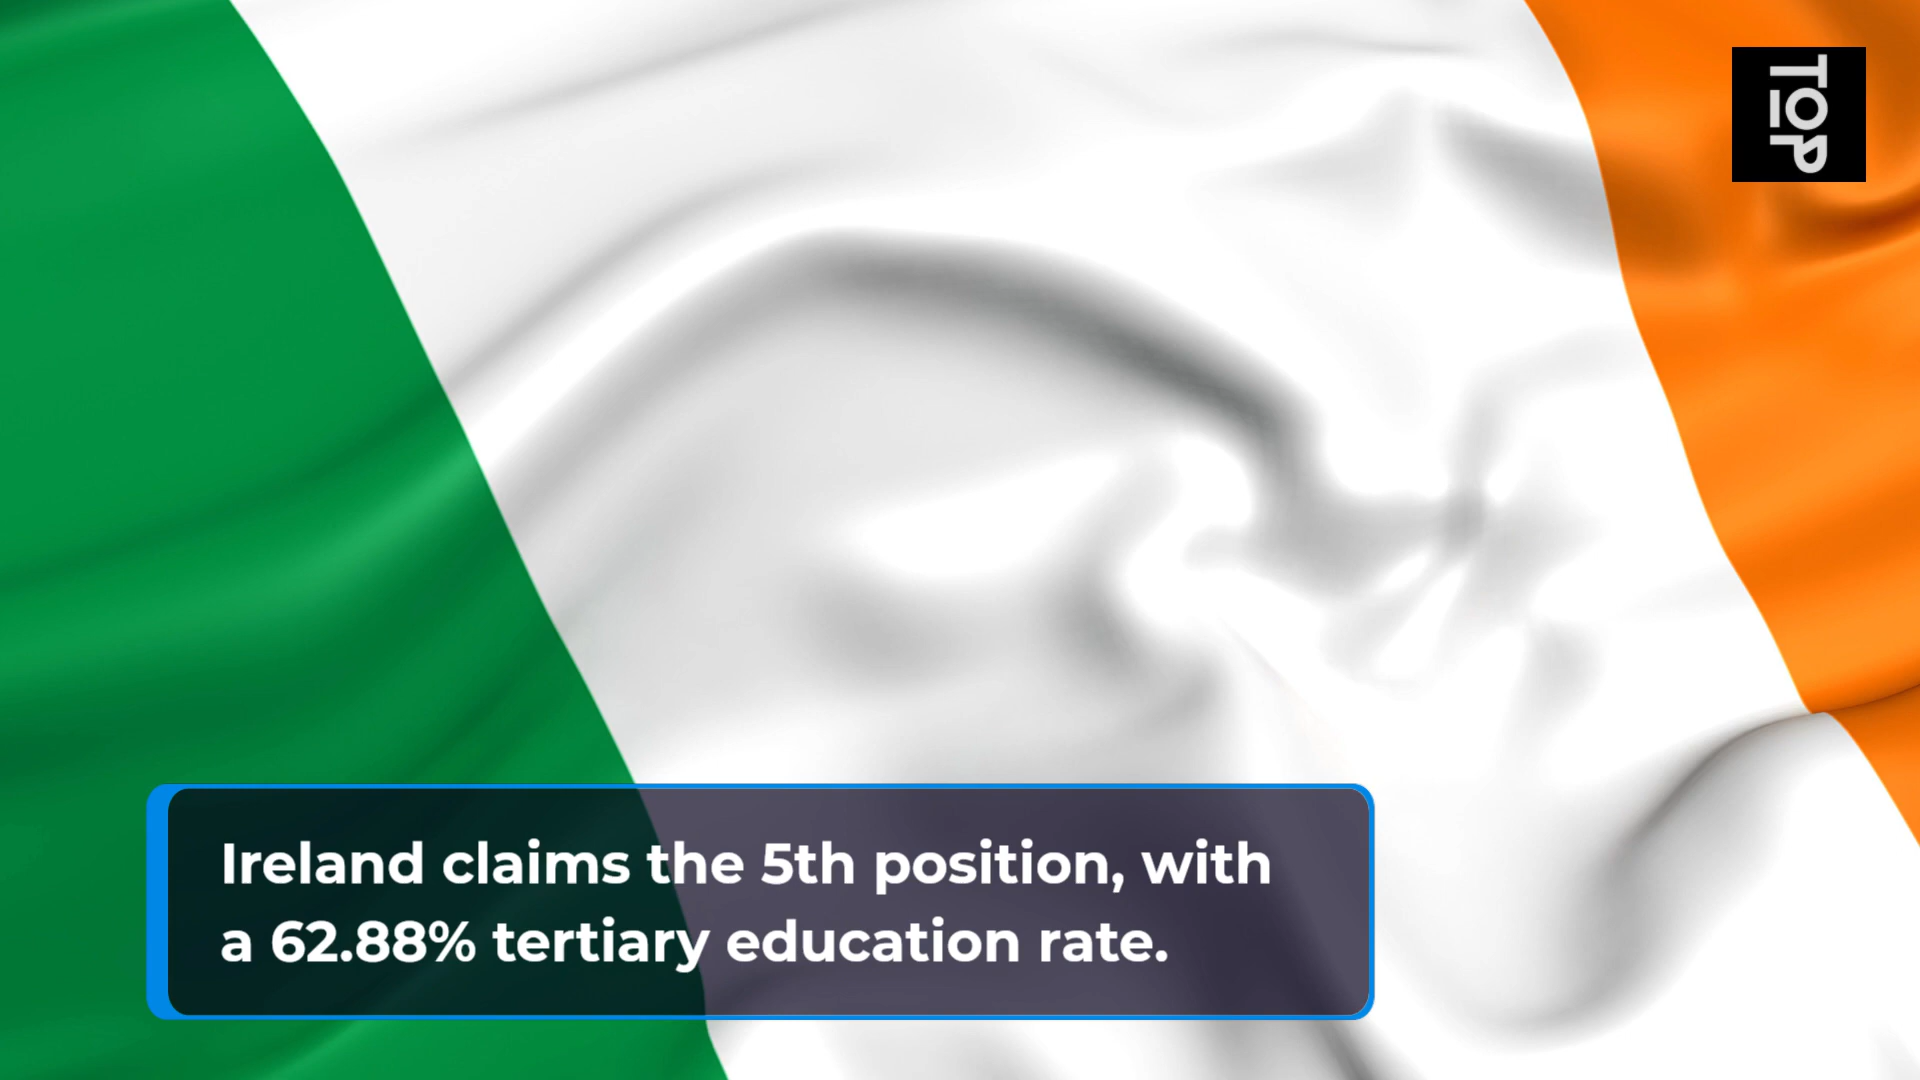 TOP
Ireland claims the 5th position, with
a 62.88% tertiary education rate.